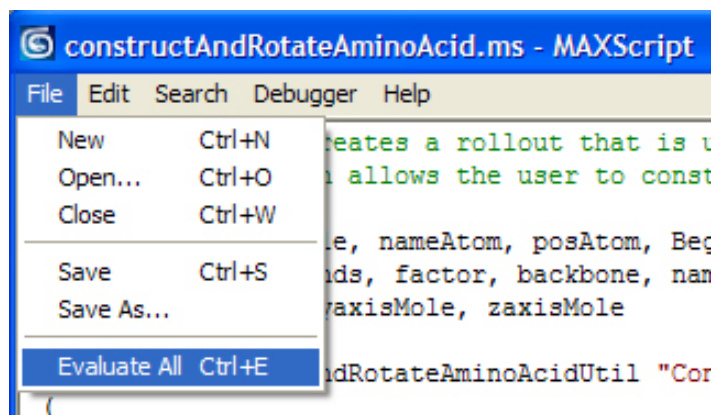 constructAndRotateAminoAcid.ms - MAXScript
File Edit Search Debugger Help
New Ctrl+N
Open... Ctrl+O
Close Ctrl+W
Save Ctrl+S
Save As...
Evaluate All Ctrl+E
reates a rollout that is u
allows the user to const
le, nameAtom, posAtom, Beg
nds, factor, backbone, nam
yaxisMole, zaxisMole
ndRotateAminoAcidUtil "Con
(